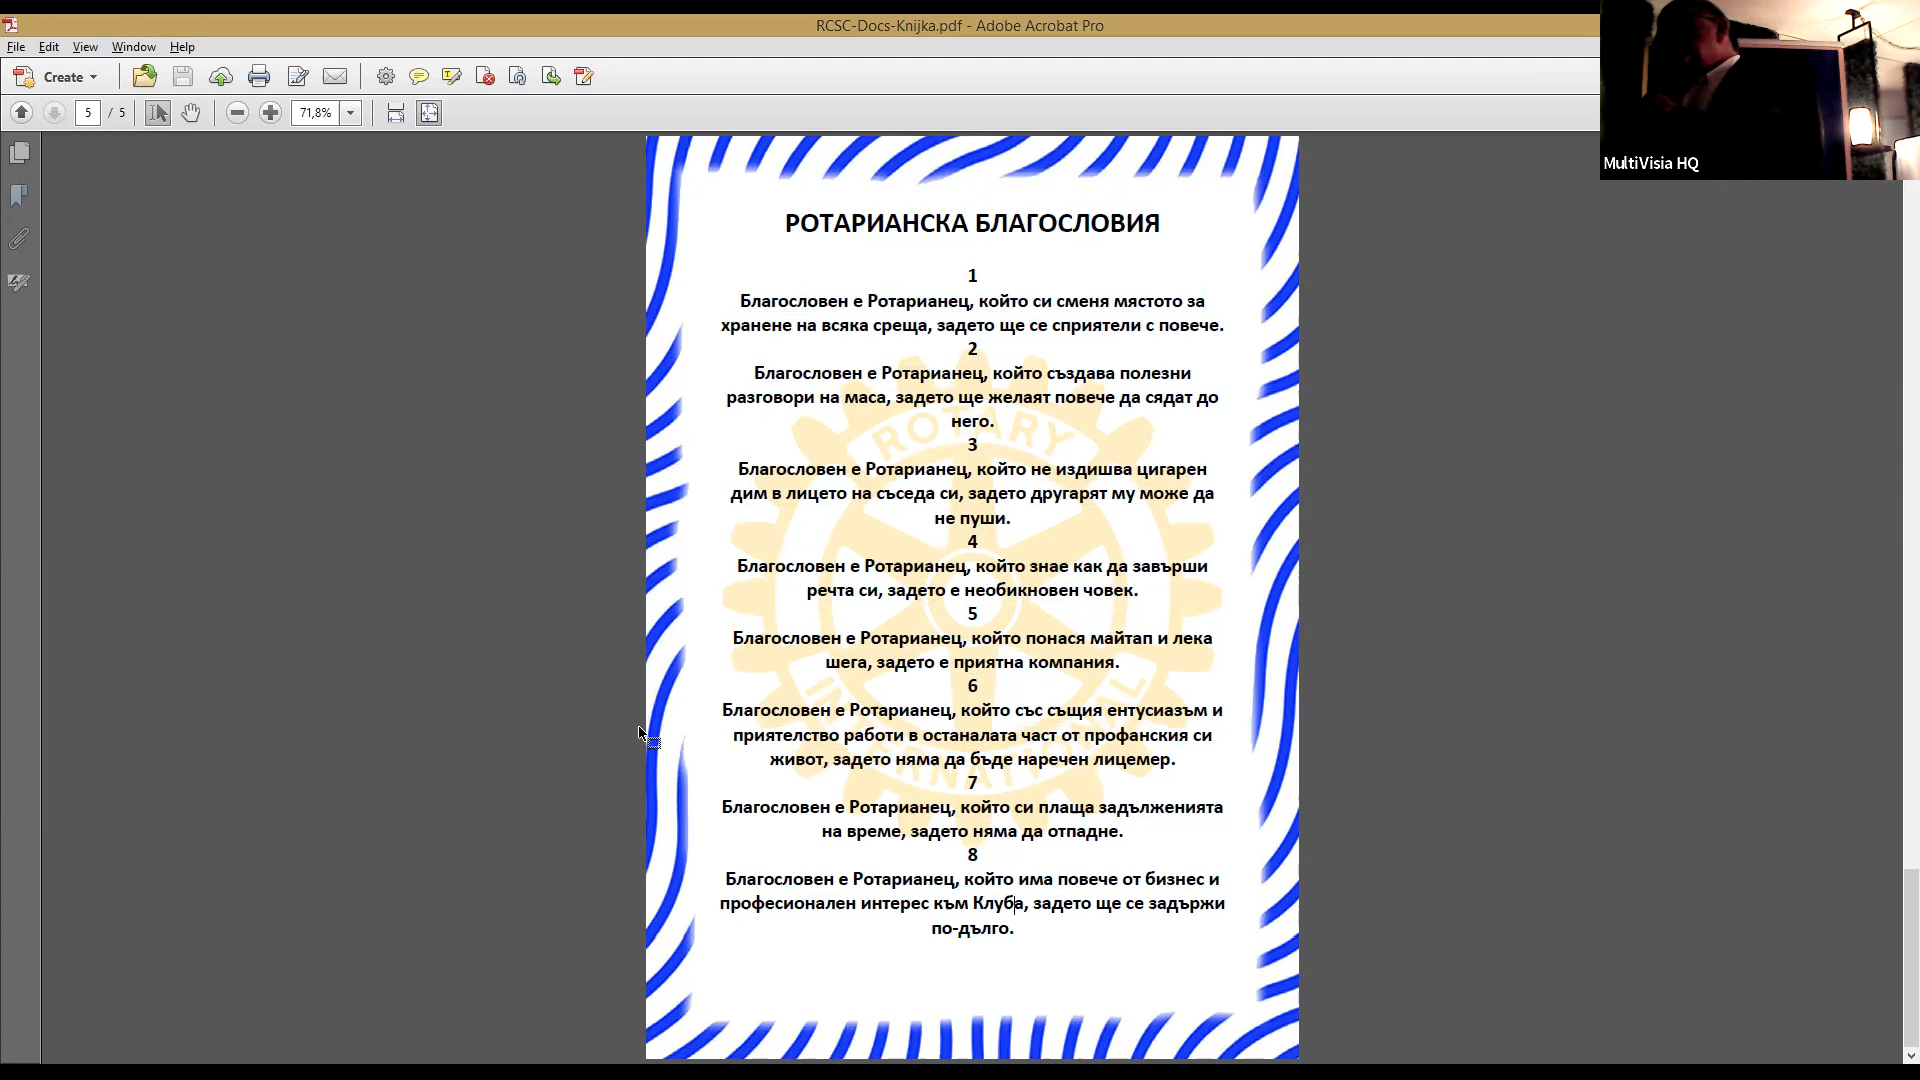 RCSC-Docs-Knijka.pdf - Adobe Acrobat Pro
File Edit View Window Help
Create
5 / 5 71,8%
MultiVisia HQ
РОТАРИАНСКА БЛАГОСЛОВИЯ
1
Благословен е Ротарианец, който си сменя мястото за
хранене на всяка среща, задето ще се сприятели с повече.
2
Благословен е Ротарианец, който създава полезни
разговори на маса, задето ще желаят повече да сядат до
него.
3
Благословен е Ротарианец, който не издишва цигарен
дим в лицето на съседа си, задето другарят му може да
не пуши.
4
Благословен е Ротарианец, който знае как да завърши
речта си, задето е необикновен човек.
5
Благословен е Ротарианец, който понася майтап и лека
шега, задето е приятна компания.
6
Благословен е Ротарианец, който със същия ентусиазъм и
приятелство работи в останалата част от профанския си
живот, задето няма да бъде наречен лицемер.
7
Благословен е Ротарианец, който си плаща задълженията
на време, задето няма да отпадне.
8
Благословен е Ротарианец, който има повече от бизнес и
професионален интерес към Клуба, задето ще се задържи
по-дълго.
ROTARY
INTERNATIONAL